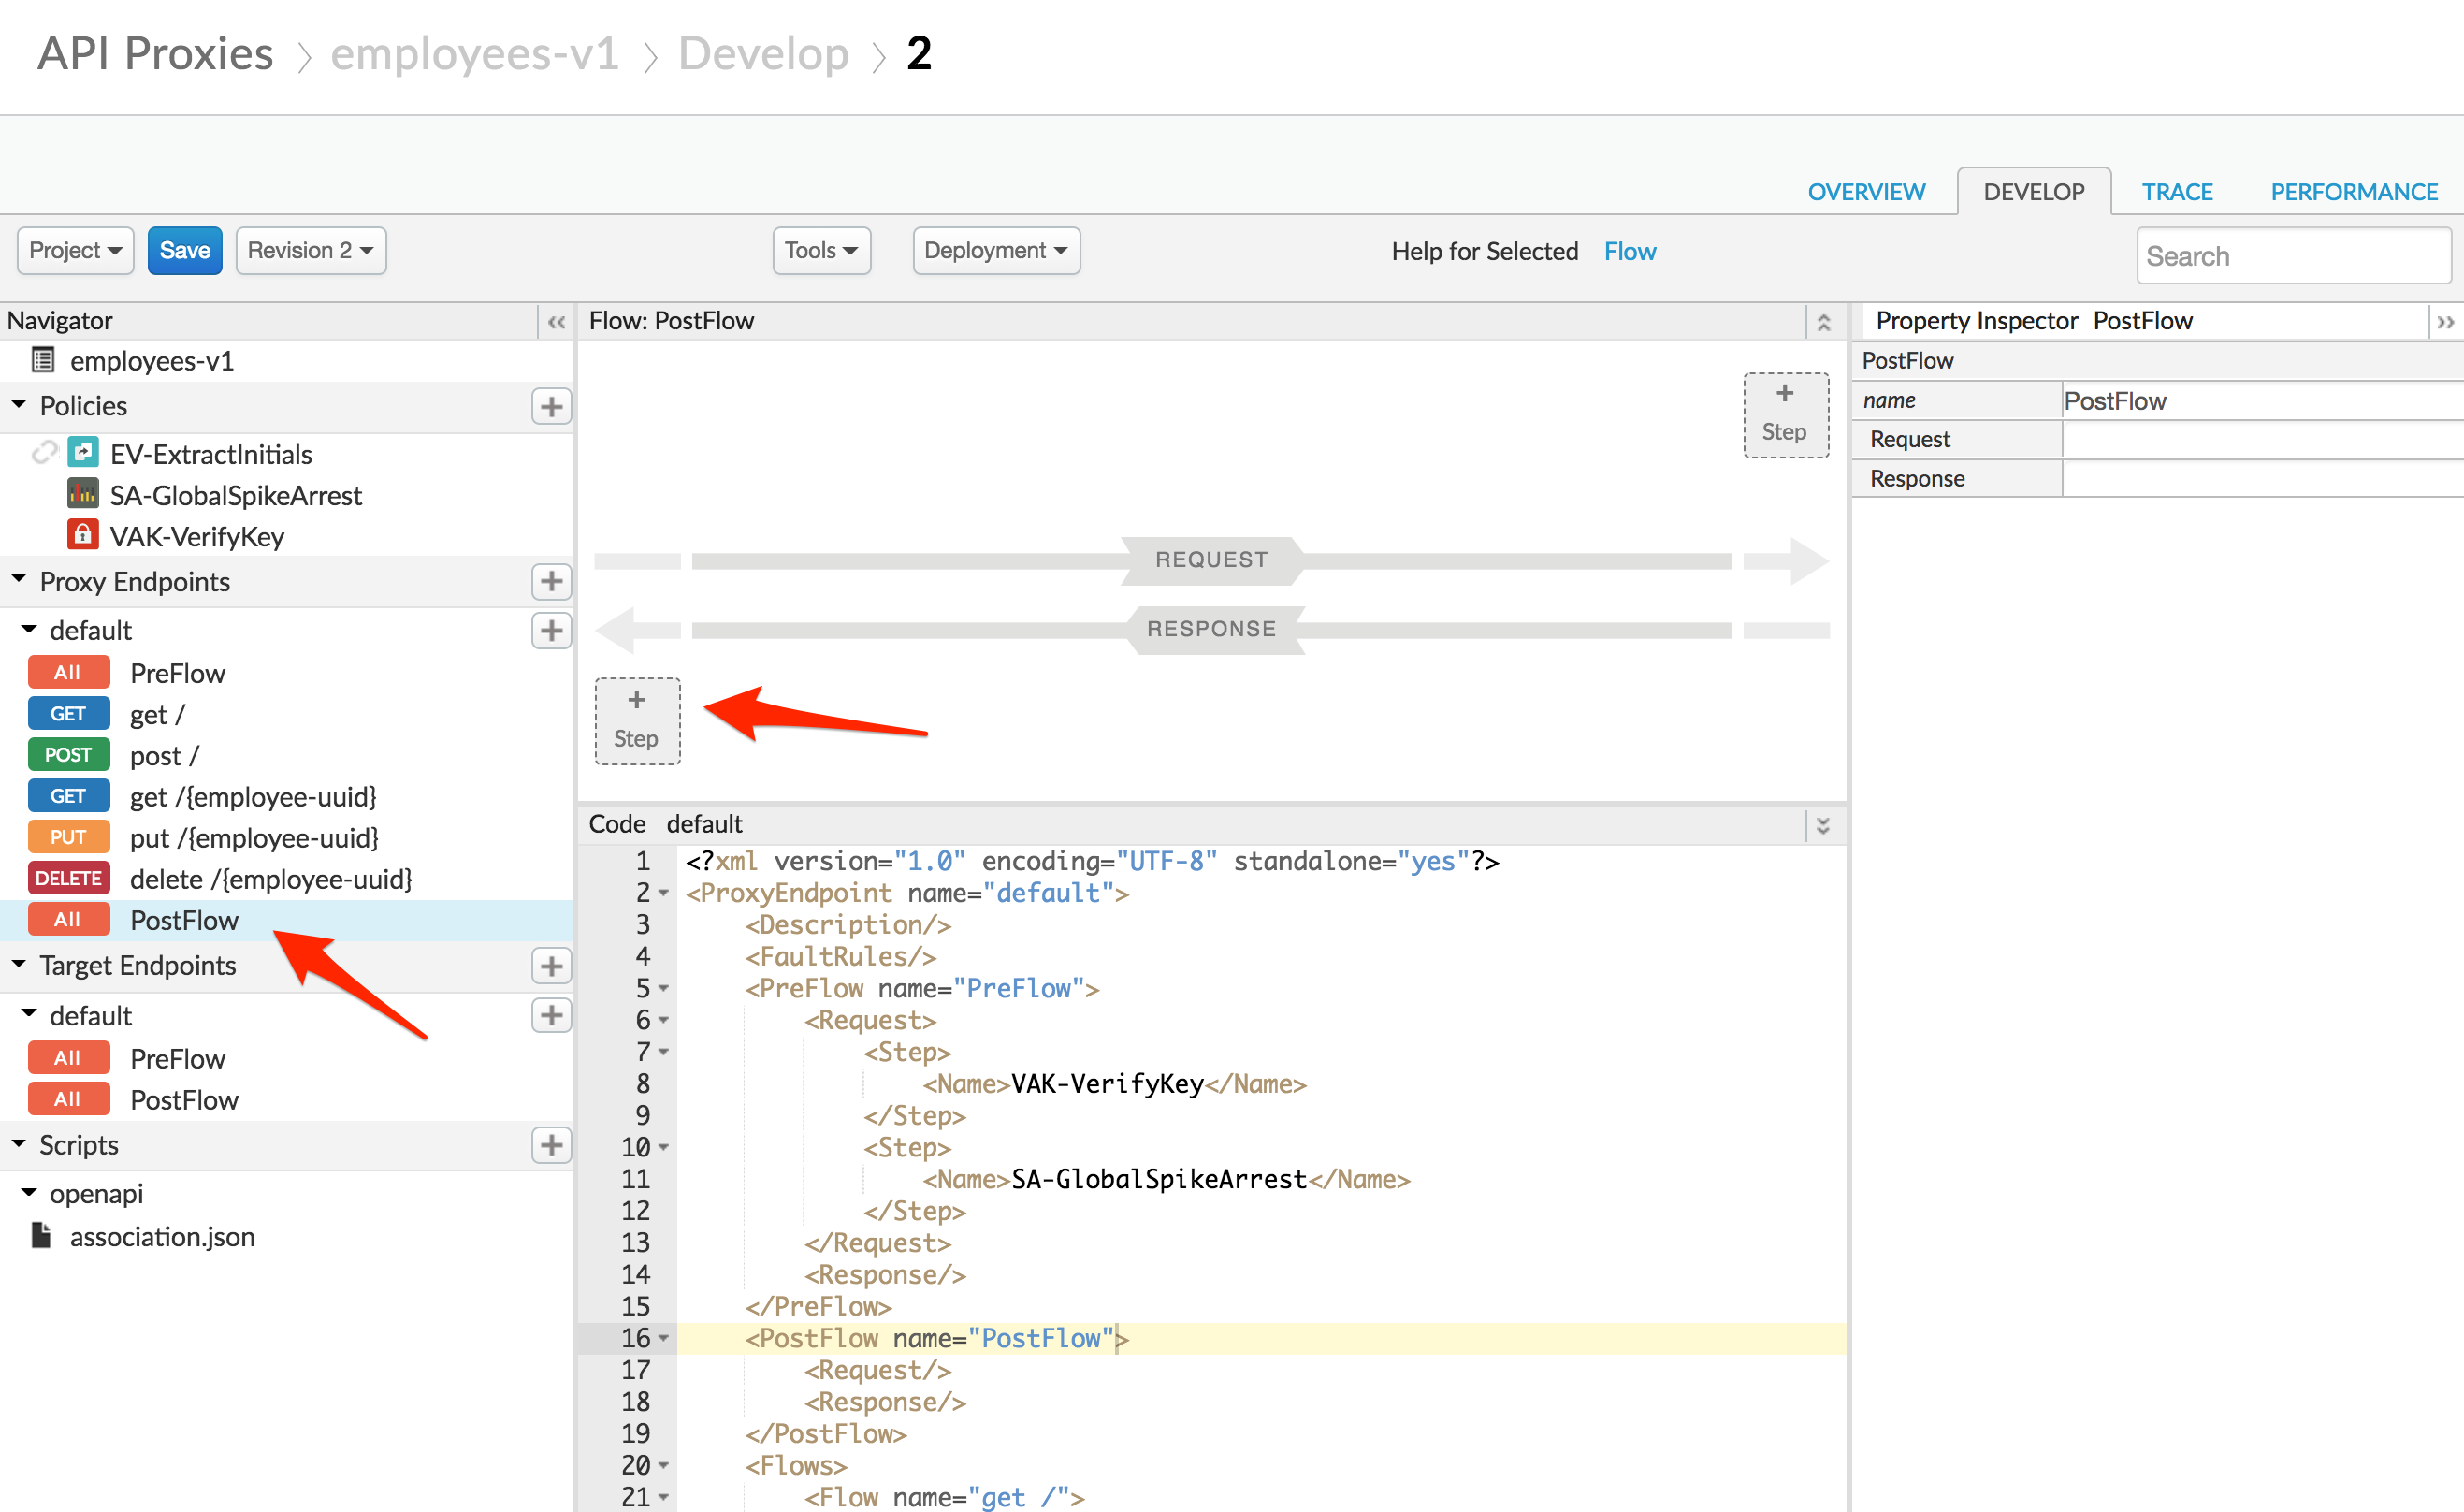 API Proxies > employees-v1 > Develop > 2
OVERVIEW DEVELOP TRACE PERFORMANCE
Project Save Revision 2 Tools Deployment Help for Selected Flow Search
Navigator
employees-v1
Policies
EV-ExtractInitials
SA-GlobalSpikeArrest
VAK-VerifyKey
Proxy Endpoints
default
All PreFlow
GET get /
POST post /
GET get /{employee-uuid}
PUT put /{employee-uuid}
DELETE delete /{employee-uuid}
All PostFlow
Target Endpoints
default
All PreFlow
All PostFlow
Scripts
openapi
association.json
Flow: PostFlow
+
Step
REQUEST
RESPONSE
+
Step
Code default
1 <?xml version="1.0" encoding="UTF-8" standalone="yes"?>
2 <ProxyEndpoint name="default">
3 <Description/>
4 <FaultRules/>
5 <PreFlow name="PreFlow">
6 <Request>
7 <Step>
8 <Name>VAK-VerifyKey</Name>
9 </Step>
10 <Step>
11 <Name>SA-GlobalSpikeArrest</Name>
12 </Step>
13 </Request>
14 <Response/>
15 </PreFlow>
16 <PostFlow name="PostFlow">
17 <Request/>
18 <Response/>
19 </PostFlow>
20 <Flows>
21 <Flow name="get /">
Property Inspector PostFlow
PostFlow
name PostFlow
Request
Response